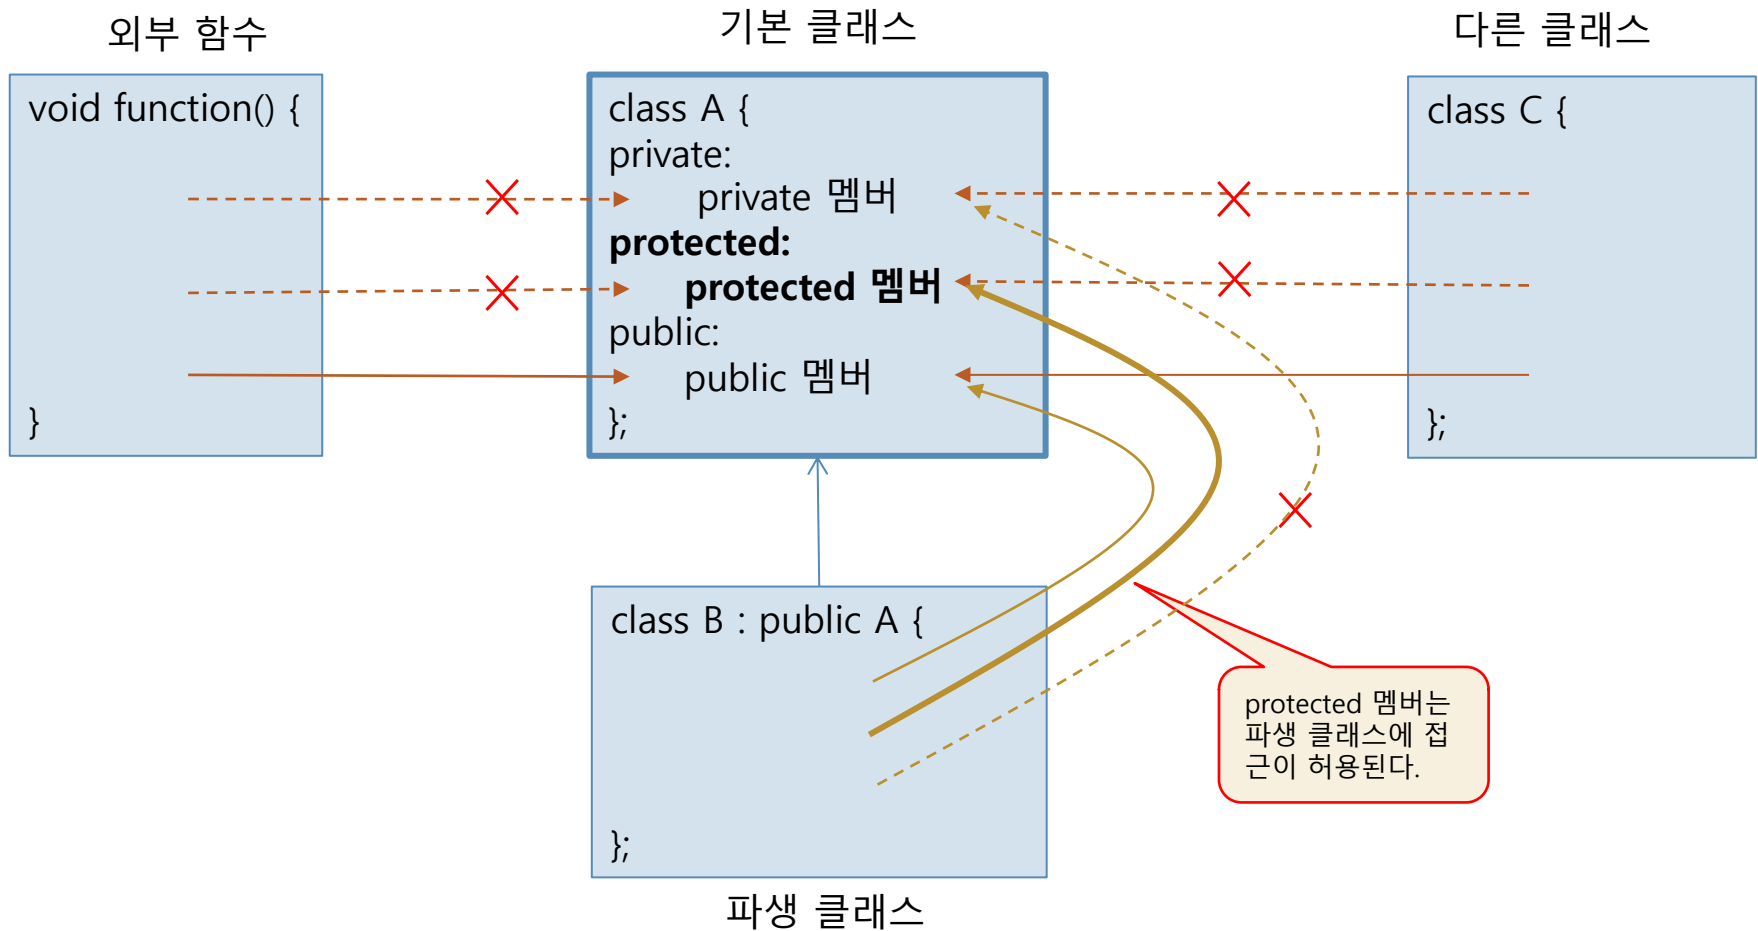 외부 함수
void function() {
}
기본 클래스
class A {
private:
private 멤버
protected:
protected 멤버
public:
public 멤버
};
다른 클래스
class C {
};
class B : public A {
};
파생 클래스
protected 멤버는
파생 클래스에 접
근이 허용된다.